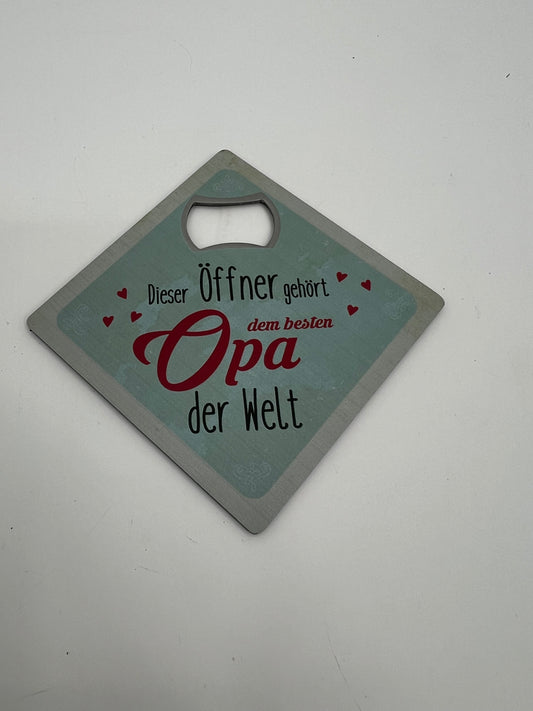 Dieser Öffner gehört
dem besten
Opa
der Welt